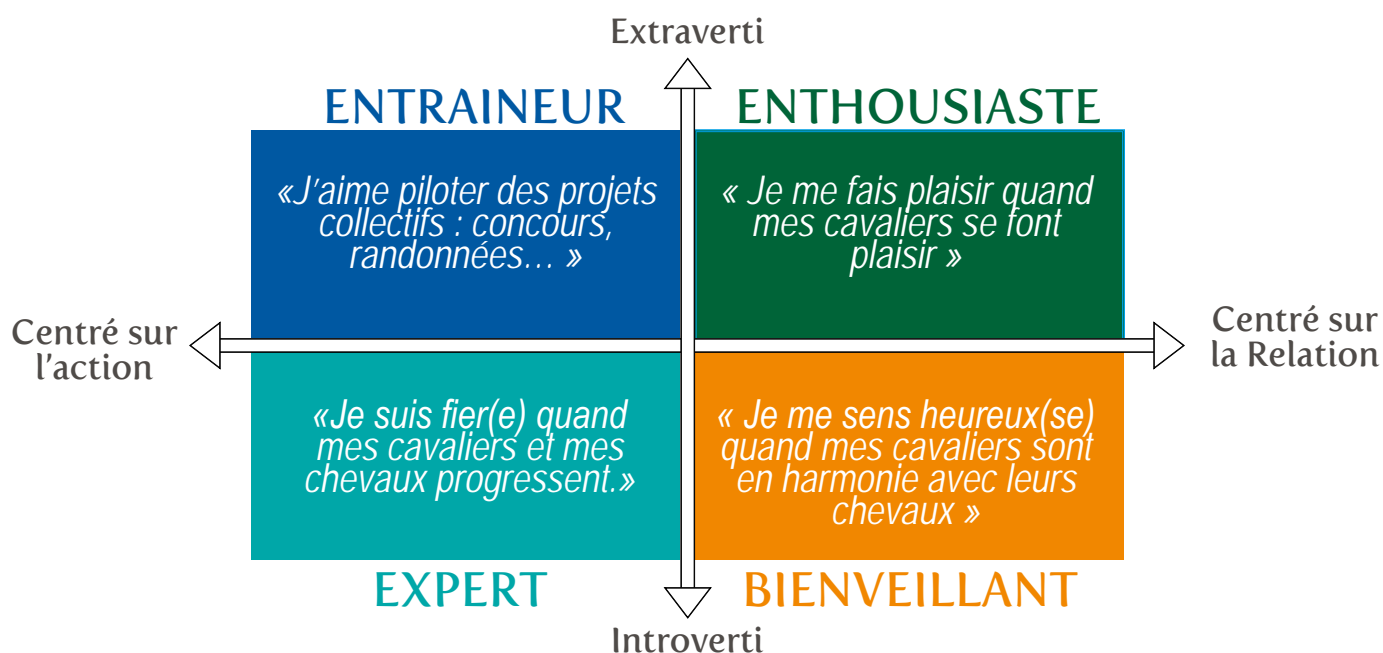 Extraverti
ENTRAINEUR
«J’aime piloter des projets
collectifs : concours,
randonnées… »
ENTHOUSIASTE
« Je me fais plaisir quand
mes cavaliers se font
plaisir »
Centré sur
l’action
Centré sur
la Relation
«Je suis fier(e) quand
mes cavaliers et mes
chevaux progressent.»
EXPERT
« Je me sens heureux(se)
quand mes cavaliers sont
en harmonie avec leurs
chevaux »
BIENVEILLANT
Introverti